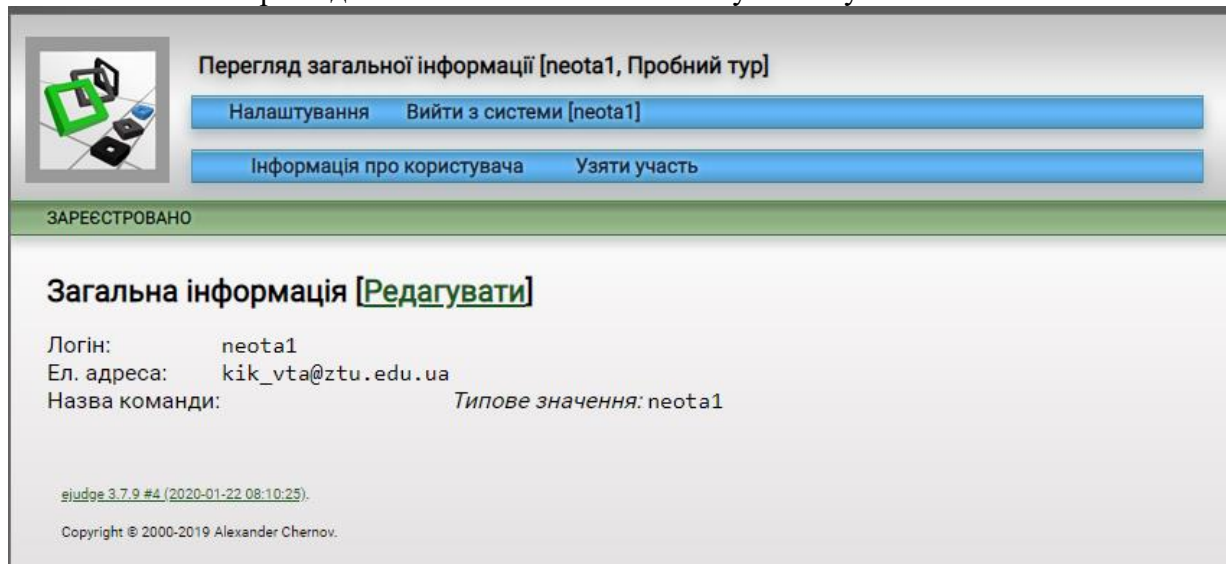 Перегляд загальної інформації [neota1, Пробний тур]
Налаштування Вийти з системи [neota1]
Інформація про користувача Узяти участь
ЗАРЕЄСТРОВАНО
Загальна інформація [Редагувати]
Логін: neota1
Ел. адреса: kik_vta@ztu.edu.ua
Назва команди: Типове значення: neota1
ejudge 3.7.9 #4 (2020-01-22 08:10:25).
Copyright © 2000-2019 Alexander Chernov.